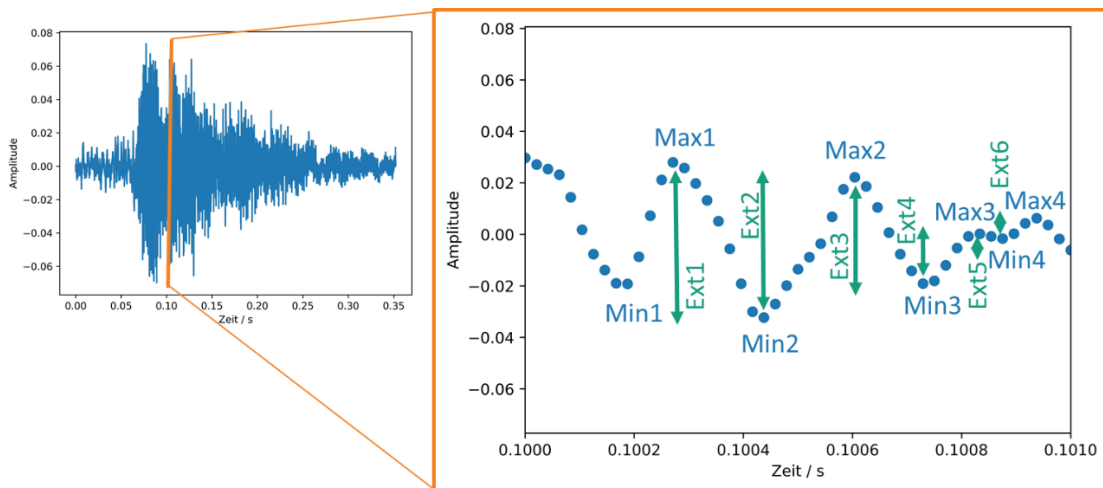 0.08
0.06
0.04
0.02
0.00
−0.02
−0.04
−0.06
Amplitude
0.00
0.05
0.10
0.15
0.20
0.25
0.30
0.35
Zeit / s
0.08
0.06
0.04
0.02
0.00
−0.02
−0.04
−0.06
Amplitude
Max1
Max2
Ext6
Max3
Max4
Ext2
Ext4
Ext3
Ext1
Ext5
Min4
Min1
Min3
Min2
0.1000
0.1002
0.1004
0.1006
0.1008
0.1010
Zeit / s